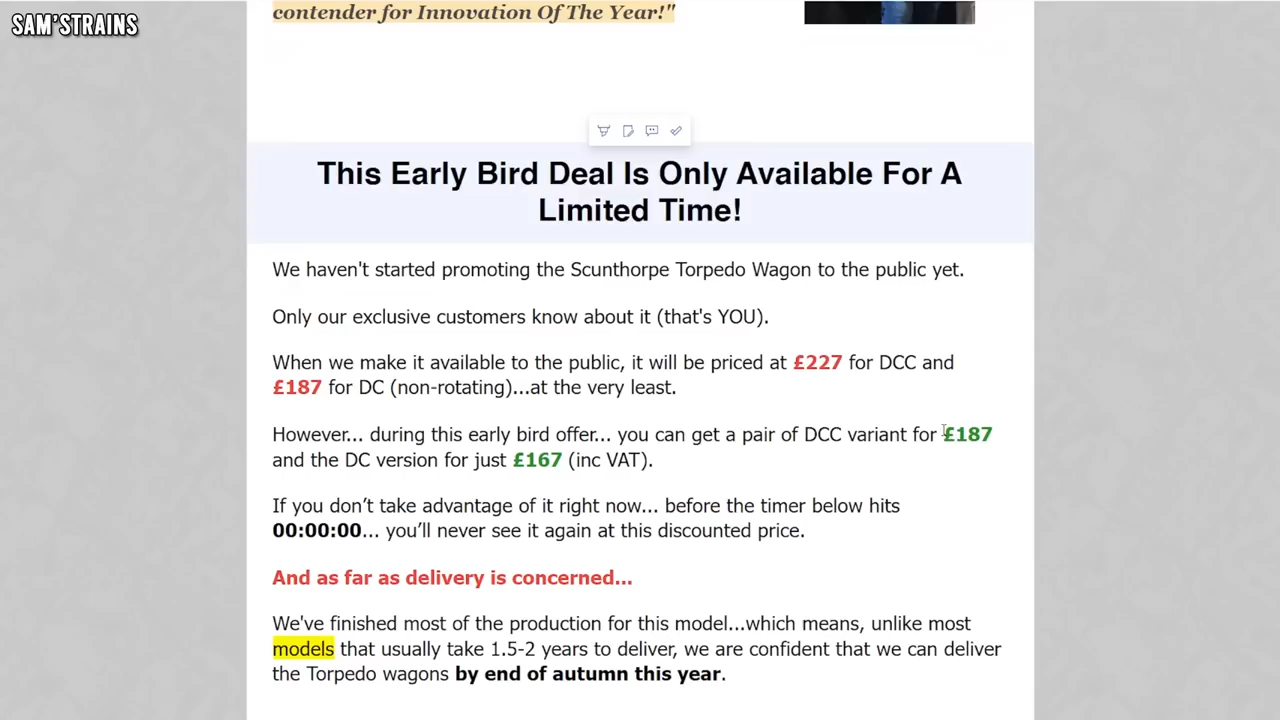 SAM'STRAINS
contender for Innovation Of The Year!"
This Early Bird Deal Is Only Available For A
Limited Time!
We haven't started promoting the Scunthorpe Torpedo Wagon to the public yet.
Only our exclusive customers know about it (that's YOU).
When we make it available to the public, it will be priced at £227 for DCC and
£187 for DC (non-rotating)...at the very least.
However... during this early bird offer... you can get a pair of DCC variant for £187
and the DC version for just £167 (inc VAT).
If you don’t take advantage of it right now... before the timer below hits
00:00:00... you’ll never see it again at this discounted price.
And as far as delivery is concerned...
We've finished most of the production for this model...which means, unlike most
models that usually take 1.5-2 years to deliver, we are confident that we can deliver
the Torpedo wagons by end of autumn this year.